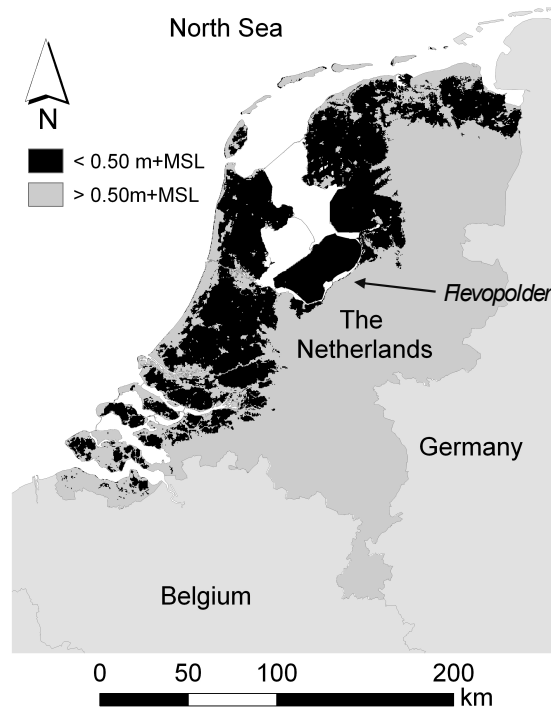 North Sea
N
< 0.50 m+MSL
> 0.50m+MSL
Flevopolder
The
Netherlands
Germany
Belgium
0 50 100 200
km